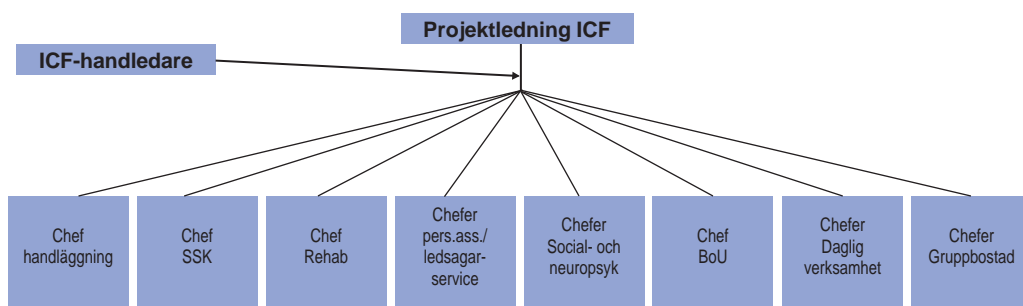 Projektledning ICF
ICF-handledare
Chef
handläggning
Chef
SSK
Chef
Rehab
Chefer
pers.ass./
ledsagar-
service
Chefer
Social- och
neuropsyk
Chef
BoU
Chefer
Daglig
verksamhet
Chefer
Gruppbostad